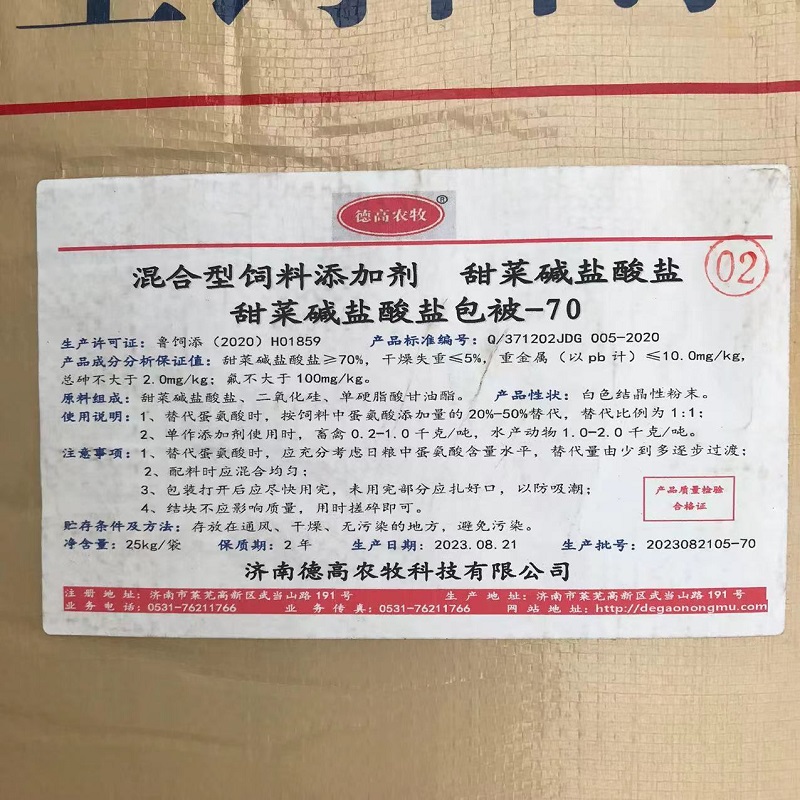 德高农牧®
混合型饲料添加剂 甜菜碱盐酸盐
02
甜菜碱盐酸盐包被-70
生产许可证：鲁饲添（2020）H01859 产品标准编号：Q/371202JDG 005-2020
产品成分分析保证值：甜菜碱盐酸盐≥70%，干燥失重≤5%，重金属（以pb计）≤10.0mg/kg，
总砷不大于2.0mg/kg；氟不大于100mg/kg。
原料组成：甜菜碱盐酸盐、二氧化硅、单硬脂酸甘油酯。 产品性状：白色结晶性粉末。
使用说明：1、替代蛋氨酸时，按饲料中蛋氨酸添加量的20%-50%替代，替代比例为1:1；
2、单作添加剂使用时，畜禽0.2-1.0千克/吨，水产动物1.0-2.0千克/吨。
注意事项：1、替代蛋氨酸时，应充分考虑日粮中蛋氨酸含量水平，替代量由少到多逐步过渡；
2、配料时应混合均匀；
3、包装打开后应尽快用完，未用完部分应扎好口，以防吸潮；
4、结块不应影响质量，用时搓碎即可。
产品质量检验
合格证
贮存条件及方法：存放在通风、干燥、无污染的地方，避免污染。
净含量：25kg/袋 保质期：2年 生产日期：2023.08.21 生产批号：2023082105-70
济南德高农牧科技有限公司
注册地址：济南市莱芜高新区武当山路191号 生产地址：济南市莱芜高新区武当山路191号
业务电话：0531-76211766 业务传真：0531-76211766 网站地址：http://degaonongmu.com